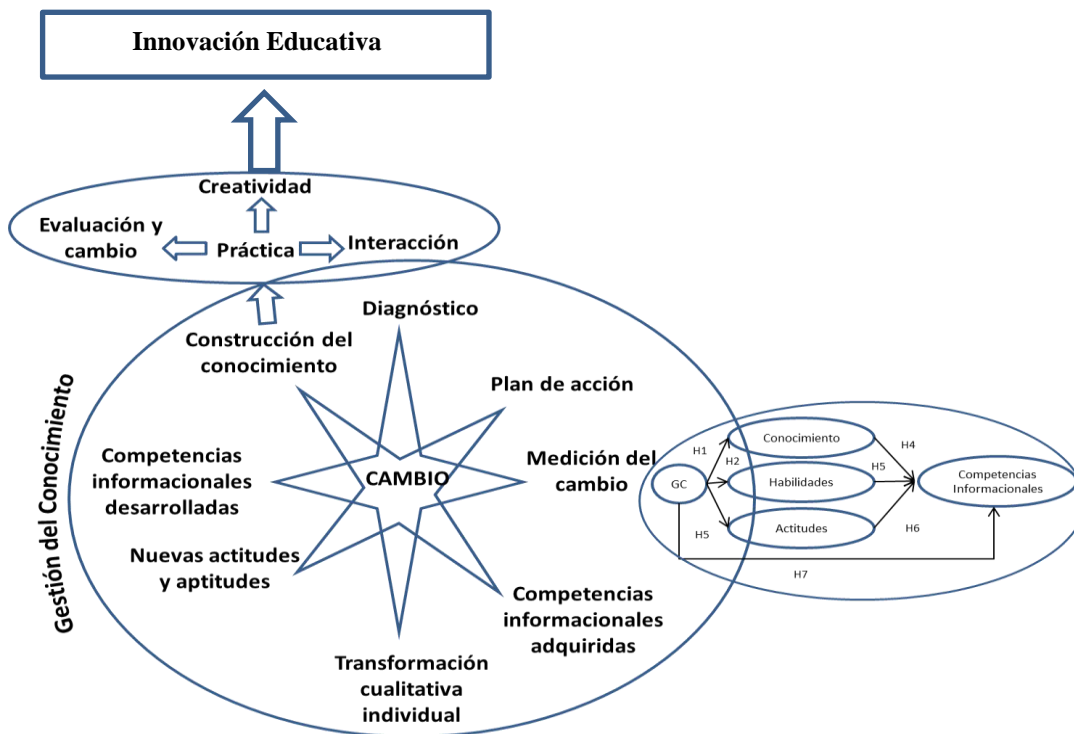 Innovación Educativa
Creatividad
Evaluación y
cambio
Práctica
Interacción
Diagnóstico
Construcción del
conocimiento
Plan de acción
Gestión del Conocimiento
Competencias
informacionales
desarrolladas
CAMBIO
Medición del
cambio
Nuevas actitudes
y aptitudes
Competencias
informacionales
adquiridas
Transformación
cualitativa
individual
GC
H1
H2
H5
Conocimiento
Habilidades
Actitudes
H4
H5
H6
H7
Competencias
Informacionales